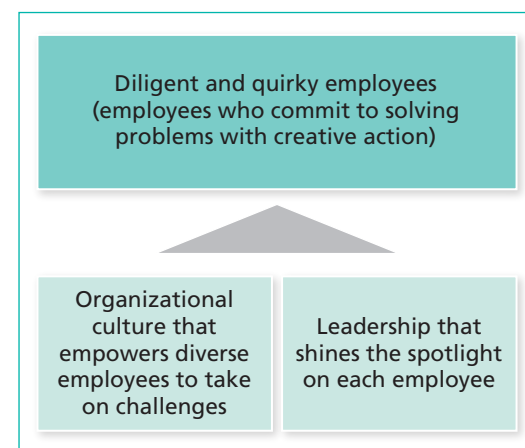 Diligent and quirky employees
(employees who commit to solving
problems with creative action)
Organizational
culture that
empowers diverse
employees to take
on challenges
Leadership that
shines the spotlight
on each employee